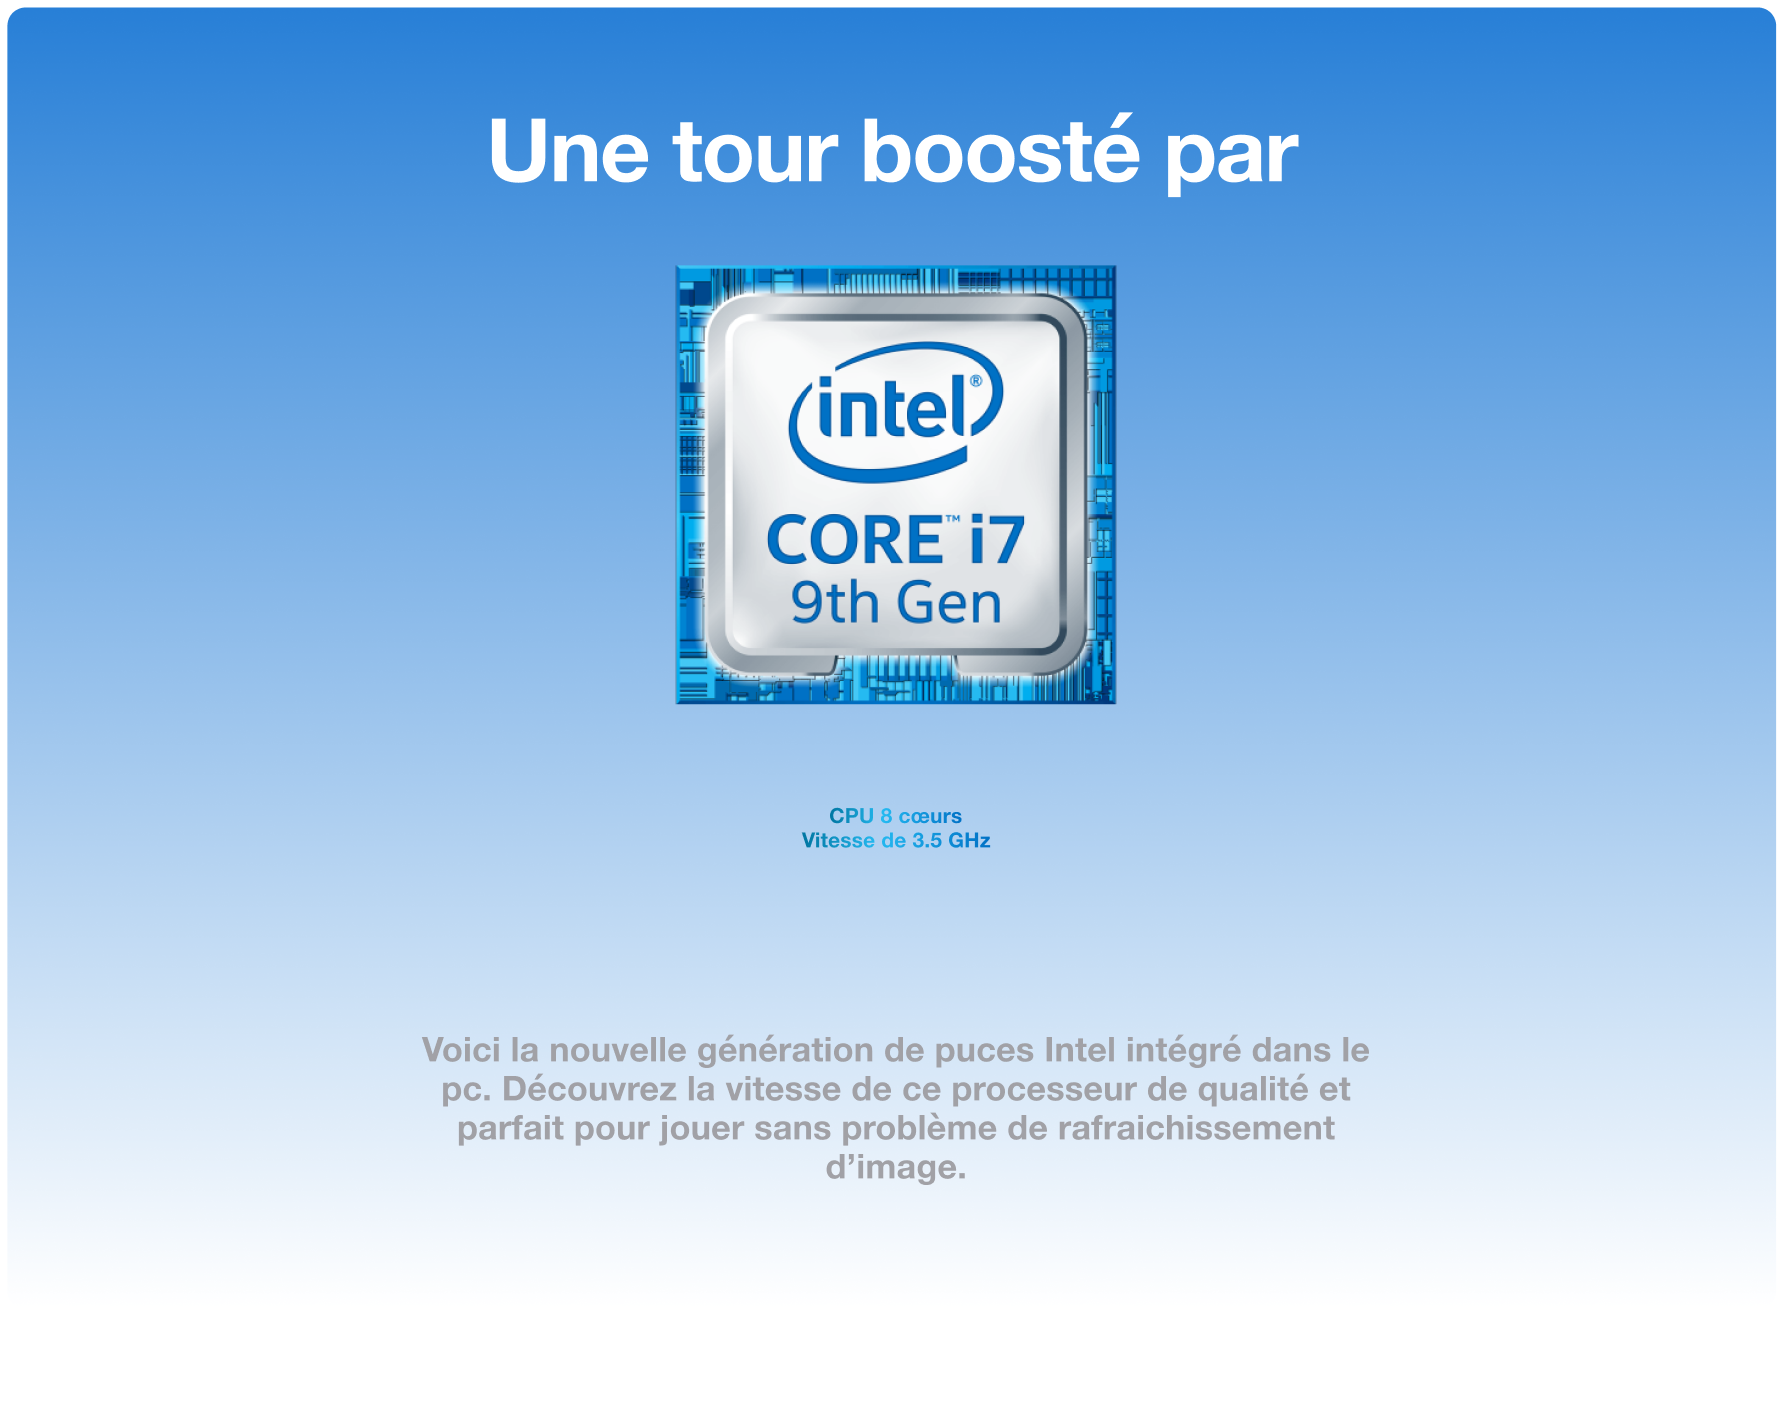 Une tour boosté par
intel®
CORE™ i7
9th Gen
CPU 8 cœurs
Vitesse de 3.5 GHz
Voici la nouvelle génération de puces Intel intégré dans le
pc. Découvrez la vitesse de ce processeur de qualité et
parfait pour jouer sans problème de rafraichissement
d’image.